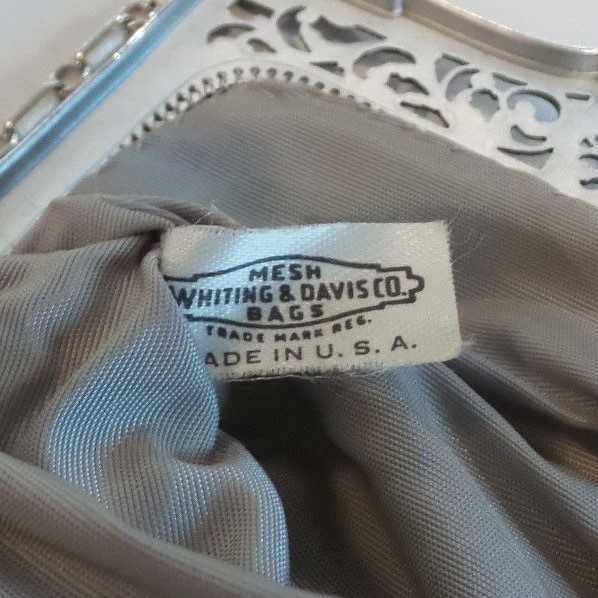 MESH
WHITING & DAVIS CO.
BAGS
TRADE MARK REG.
ADE IN U. S. A.